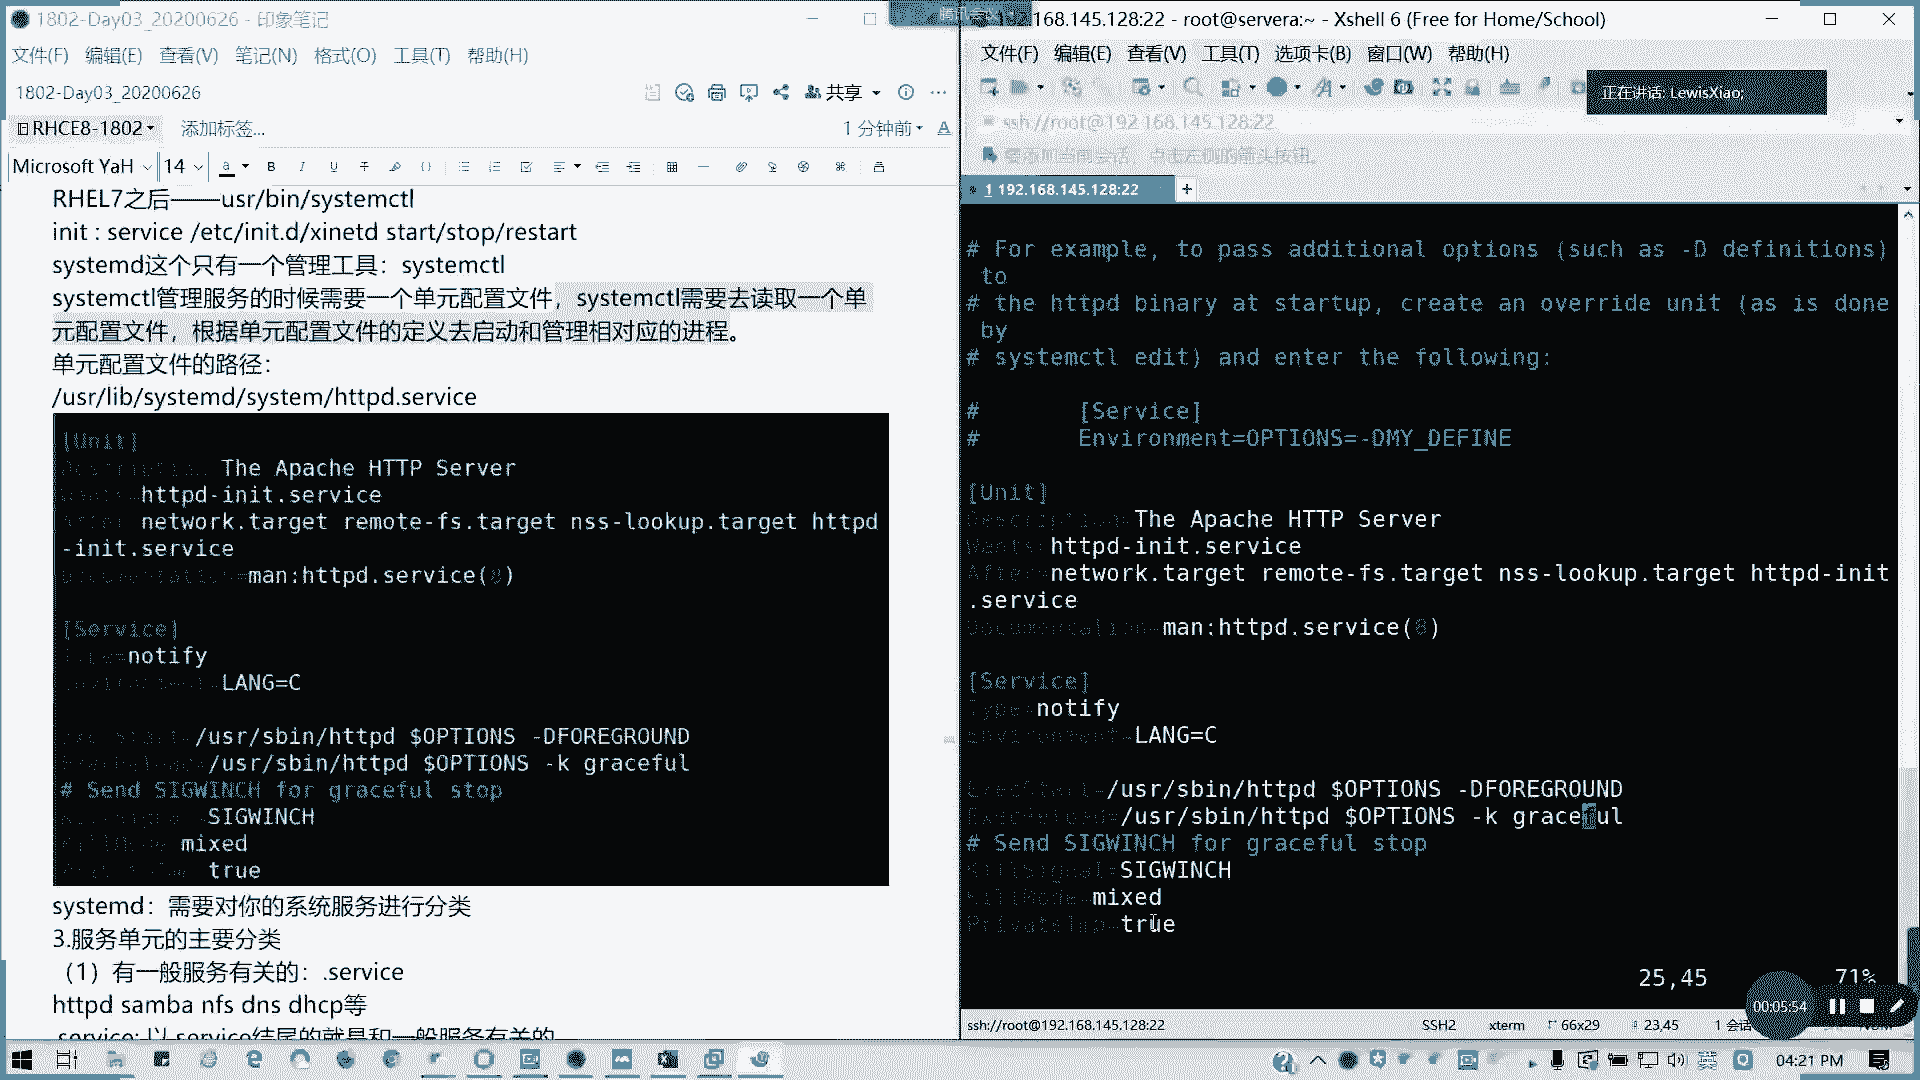 1802-Day03_20200626 - 印象笔记
文件(F) 编辑(E) 查看(V) 笔记(N) 格式(O) 工具(T) 帮助(H)
1802-Day03_20200626
共享
RHCE8-1802
添加标签...
1 分钟前
Microsoft YaH 14
RHEL7之后——usr/bin/systemctl
init : service /etc/init.d/xinetd start/stop/restart
systemd这个只有一个管理工具：systemctl
systemctl管理服务的时候需要一个单元配置文件，systemctl需要去读取一个单
元配置文件，根据单元配置文件的定义去启动和管理相对应的进程。
单元配置文件的路径：
/usr/lib/systemd/system/httpd.service
[Unit]
Description= The Apache HTTP Server
Wants=httpd-init.service
After=network.target remote-fs.target nss-lookup.target httpd
-init.service
Documentation=man:httpd.service(8)
[Service]
Type=notify
Environment=LANG=C
ExecStart=/usr/sbin/httpd $OPTIONS -DFOREGROUND
ExecReload=/usr/sbin/httpd $OPTIONS -k graceful
# Send SIGWINCH for graceful stop
SIGWINCH
KillMode=mixed
true
systemd：需要对你的系统服务进行分类
3.服务单元的主要分类
（1）有一般服务有关的：.service
httpd samba nfs dns dhcp等
.service: 以.service结尾的就是和一般服务有关的
腾讯会议
168.145.128:22 - root@servera:~ - Xshell 6 (Free for Home/School)
文件(F) 编辑(E) 查看(V) 工具(T) 选项卡(B) 窗口(W) 帮助(H)
正在讲话: LewisXiao;
ssh://root@192.168.145.128:22
要添加当前会话，点击左侧的箭头按钮。
1 192.168.145.128:22
# For example, to pass additional options (such as -D definitions)
to
# the httpd binary at startup, create an override unit (as is done
by
# systemctl edit) and enter the following:
# [Service]
# Environment=OPTIONS=-DMY_DEFINE
[Unit]
Description=The Apache HTTP Server
Wants=httpd-init.service
After=network.target remote-fs.target nss-lookup.target httpd-init
.service
Documentation=man:httpd.service(8)
[Service]
Type=notify
Environment=LANG=C
ExecStart=/usr/sbin/httpd $OPTIONS -DFOREGROUND
ExecReload=/usr/sbin/httpd $OPTIONS -k graceful
# Send SIGWINCH for graceful stop
KillSignal=SIGWINCH
KillMode=mixed
PrivateTmp=true
25,45 71%
00:05:54
ssh://root@192.168.145.128:22 SSH2 xterm 66x29 23,45 1 会话
04:21 PM